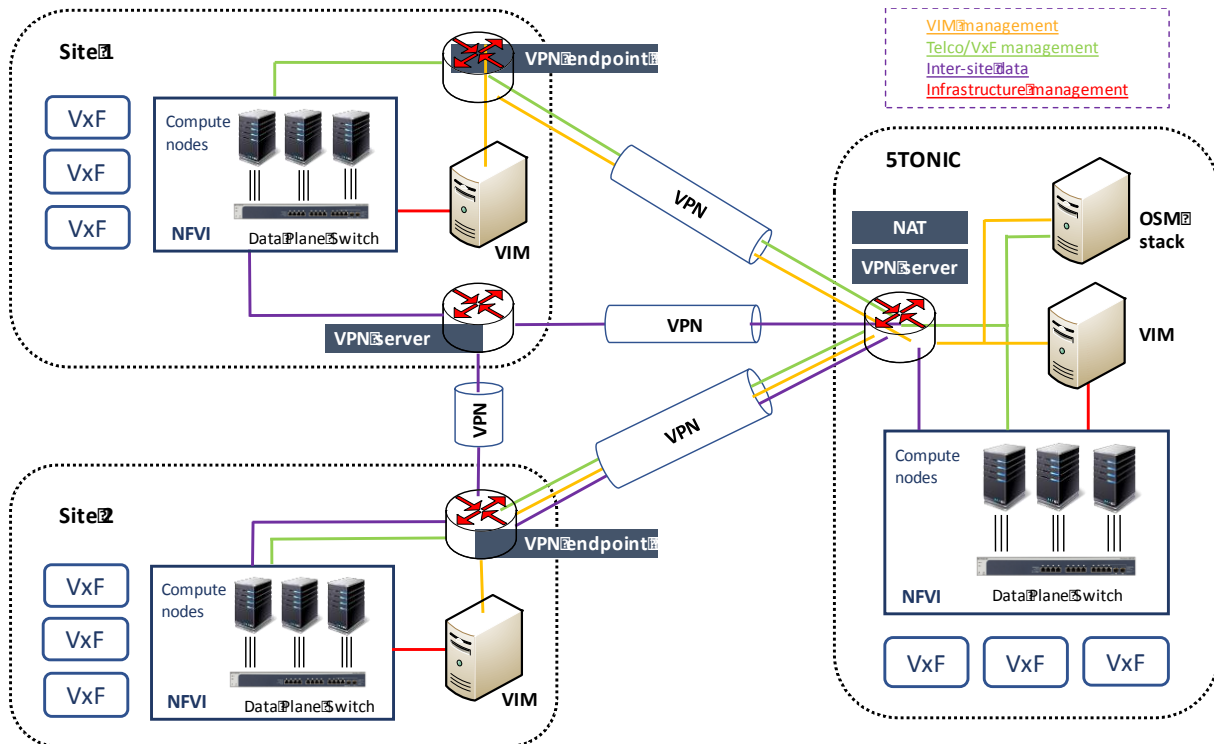 Site 1
VPN endpoint
VxF
VxF
VxF
Compute
nodes
NFVI
Data Plane Switch
VIM
VPN server
VPN
VPN
VPN
VPN
Site 2
VPN endpoint
VxF
VxF
VxF
Compute
nodes
NFVI
Data Plane Switch
VIM
VIM management
Telco/VxF management
Inter-site data
Infrastructure management
5TONIC
NAT
VPN server
OSM
stack
VIM
Compute
nodes
NFVI
Data Plane Switch
VxF
VxF
VxF